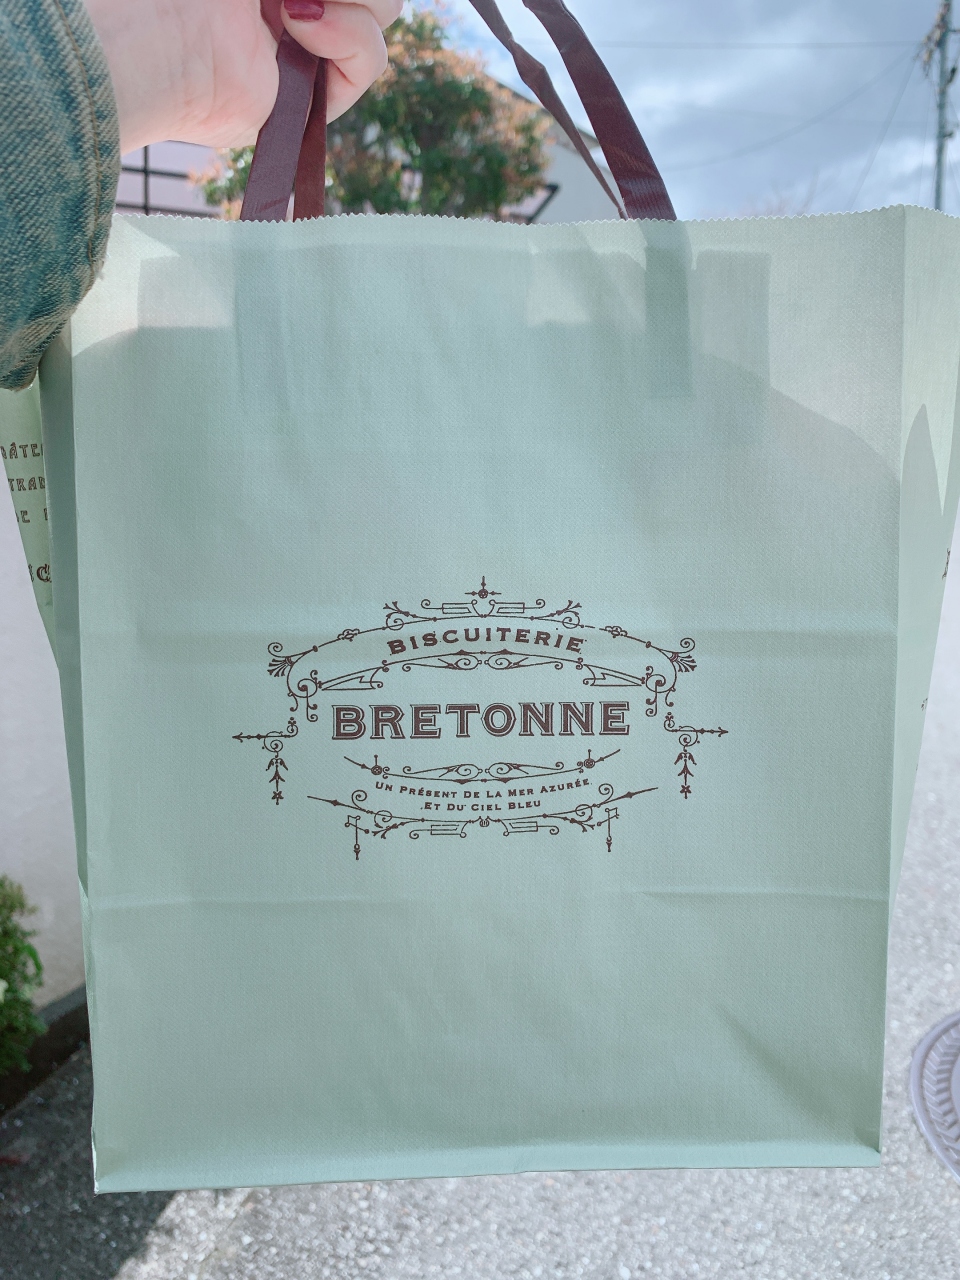 BISCUITERIE
BRETONNE
UN PRÉSENT DE LA MER AZURÉE
ET DU CIEL BLEU